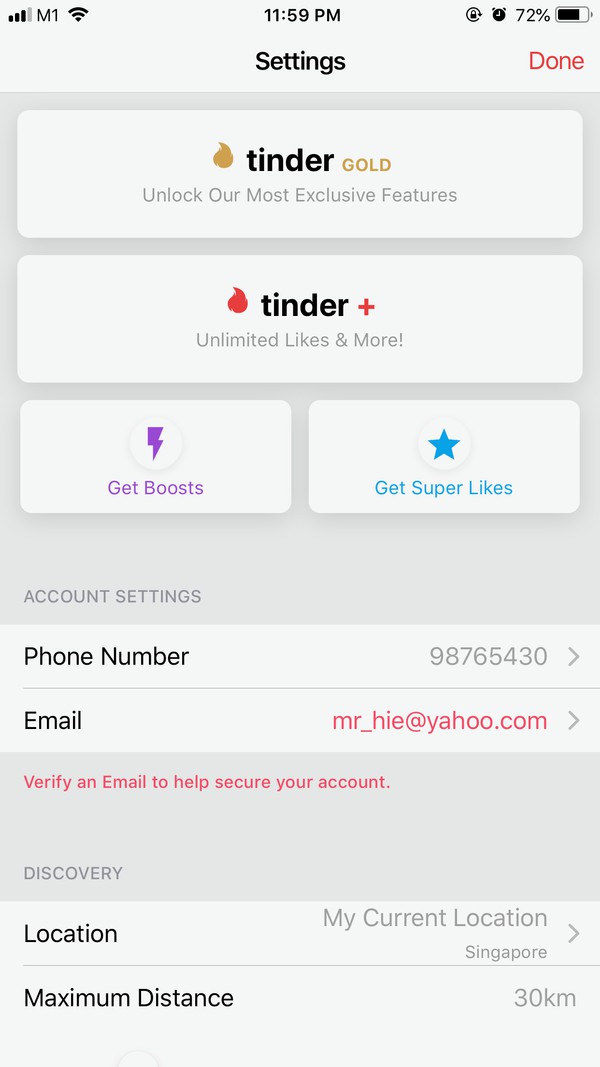 M1 11:59 PM 72%
Settings Done
tinder GOLD
Unlock Our Most Exclusive Features
tinder +
Unlimited Likes & More!
Get Boosts Get Super Likes
ACCOUNT SETTINGS
Phone Number 98765430
Email mr_hie@yahoo.com
Verify an Email to help secure your account.
DISCOVERY
Location My Current Location
Singapore
Maximum Distance 30km